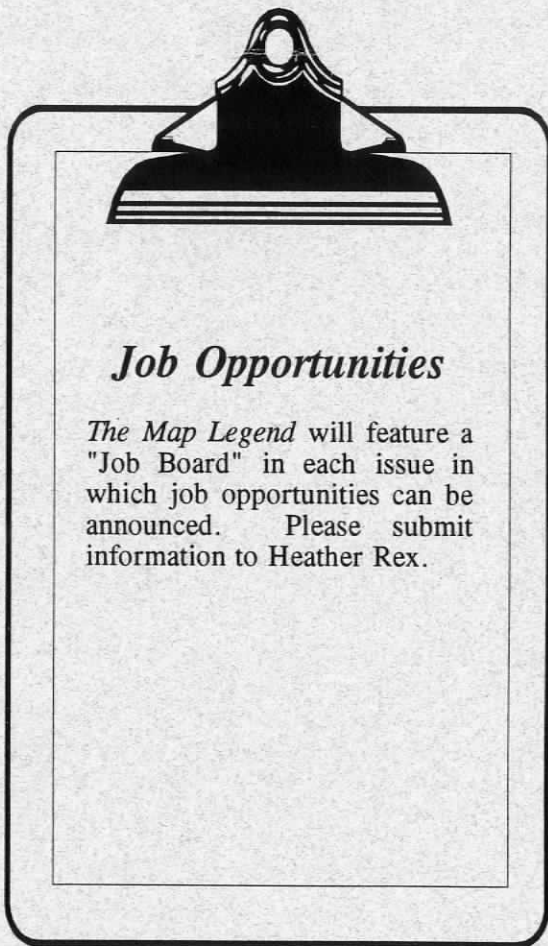 Job Opportunities
The Map Legend will feature a
"Job Board" in each issue in
which job opportunities can be
announced. Please submit
information to Heather Rex.